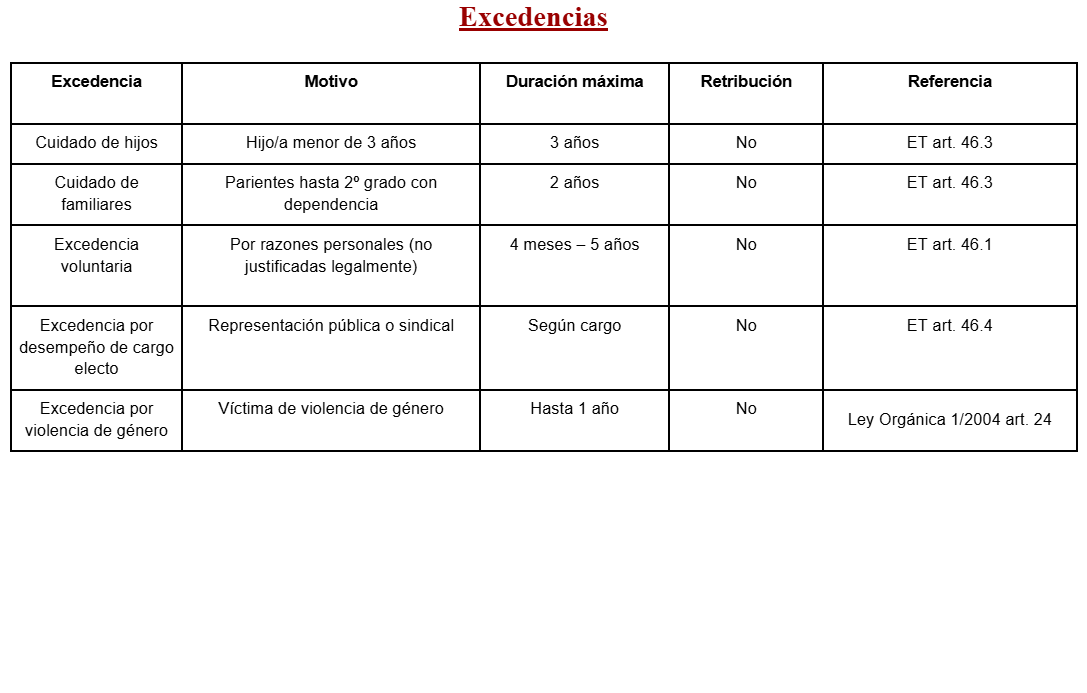 Excedencias
Excedencia Motivo Duración máxima Retribución Referencia
Cuidado de hijos Hijo/a menor de 3 años 3 años No ET art. 46.3
Cuidado de
familiares
Parientes hasta 2º grado con
dependencia
2 años No ET art. 46.3
Excedencia
voluntaria
Por razones personales (no
justificadas legalmente)
4 meses – 5 años No ET art. 46.1
Excedencia por
desempeño de cargo
electo
Representación pública o sindical Según cargo No ET art. 46.4
Excedencia por
violencia de género
Víctima de violencia de género Hasta 1 año No Ley Orgánica 1/2004 art. 24